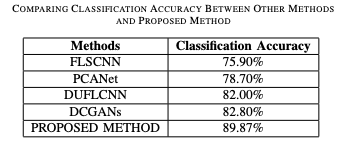 COMPARING CLASSIFICATION ACCURACY BETWEEN OTHER METHODS
AND PROPOSED METHOD
Methods Classification Accuracy
FLSCNN 75.90%
PCANet 78.70%
DUFLCNN 82.00%
DCGANs 82.80%
PROPOSED METHOD 89.87%